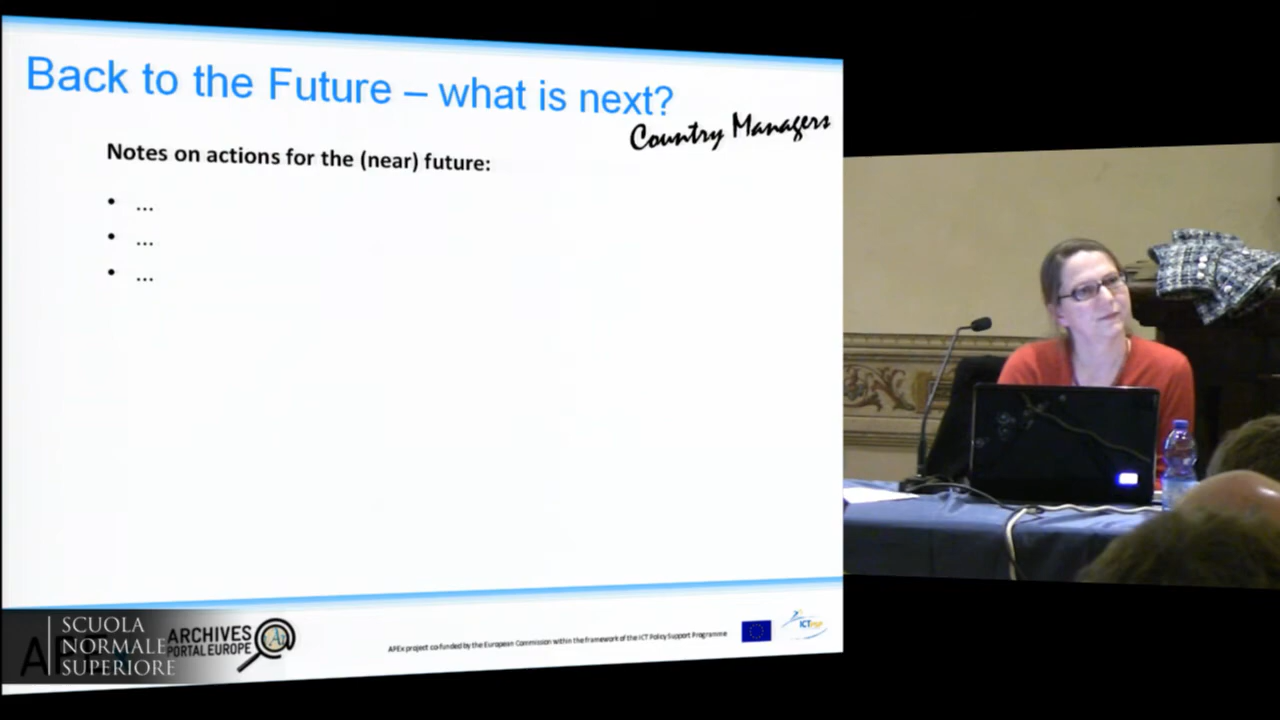 Back to the Future – what is next?
Country Managers
Notes on actions for the (near) future:
• ...
• ...
• ...
SCUOLA
NORMALE
SUPERIORE
ARCHIVES
PORTAL EUROPE
APEx project co-funded by the European Commission within the framework of the ICT Policy Support Programme
ICT PSP